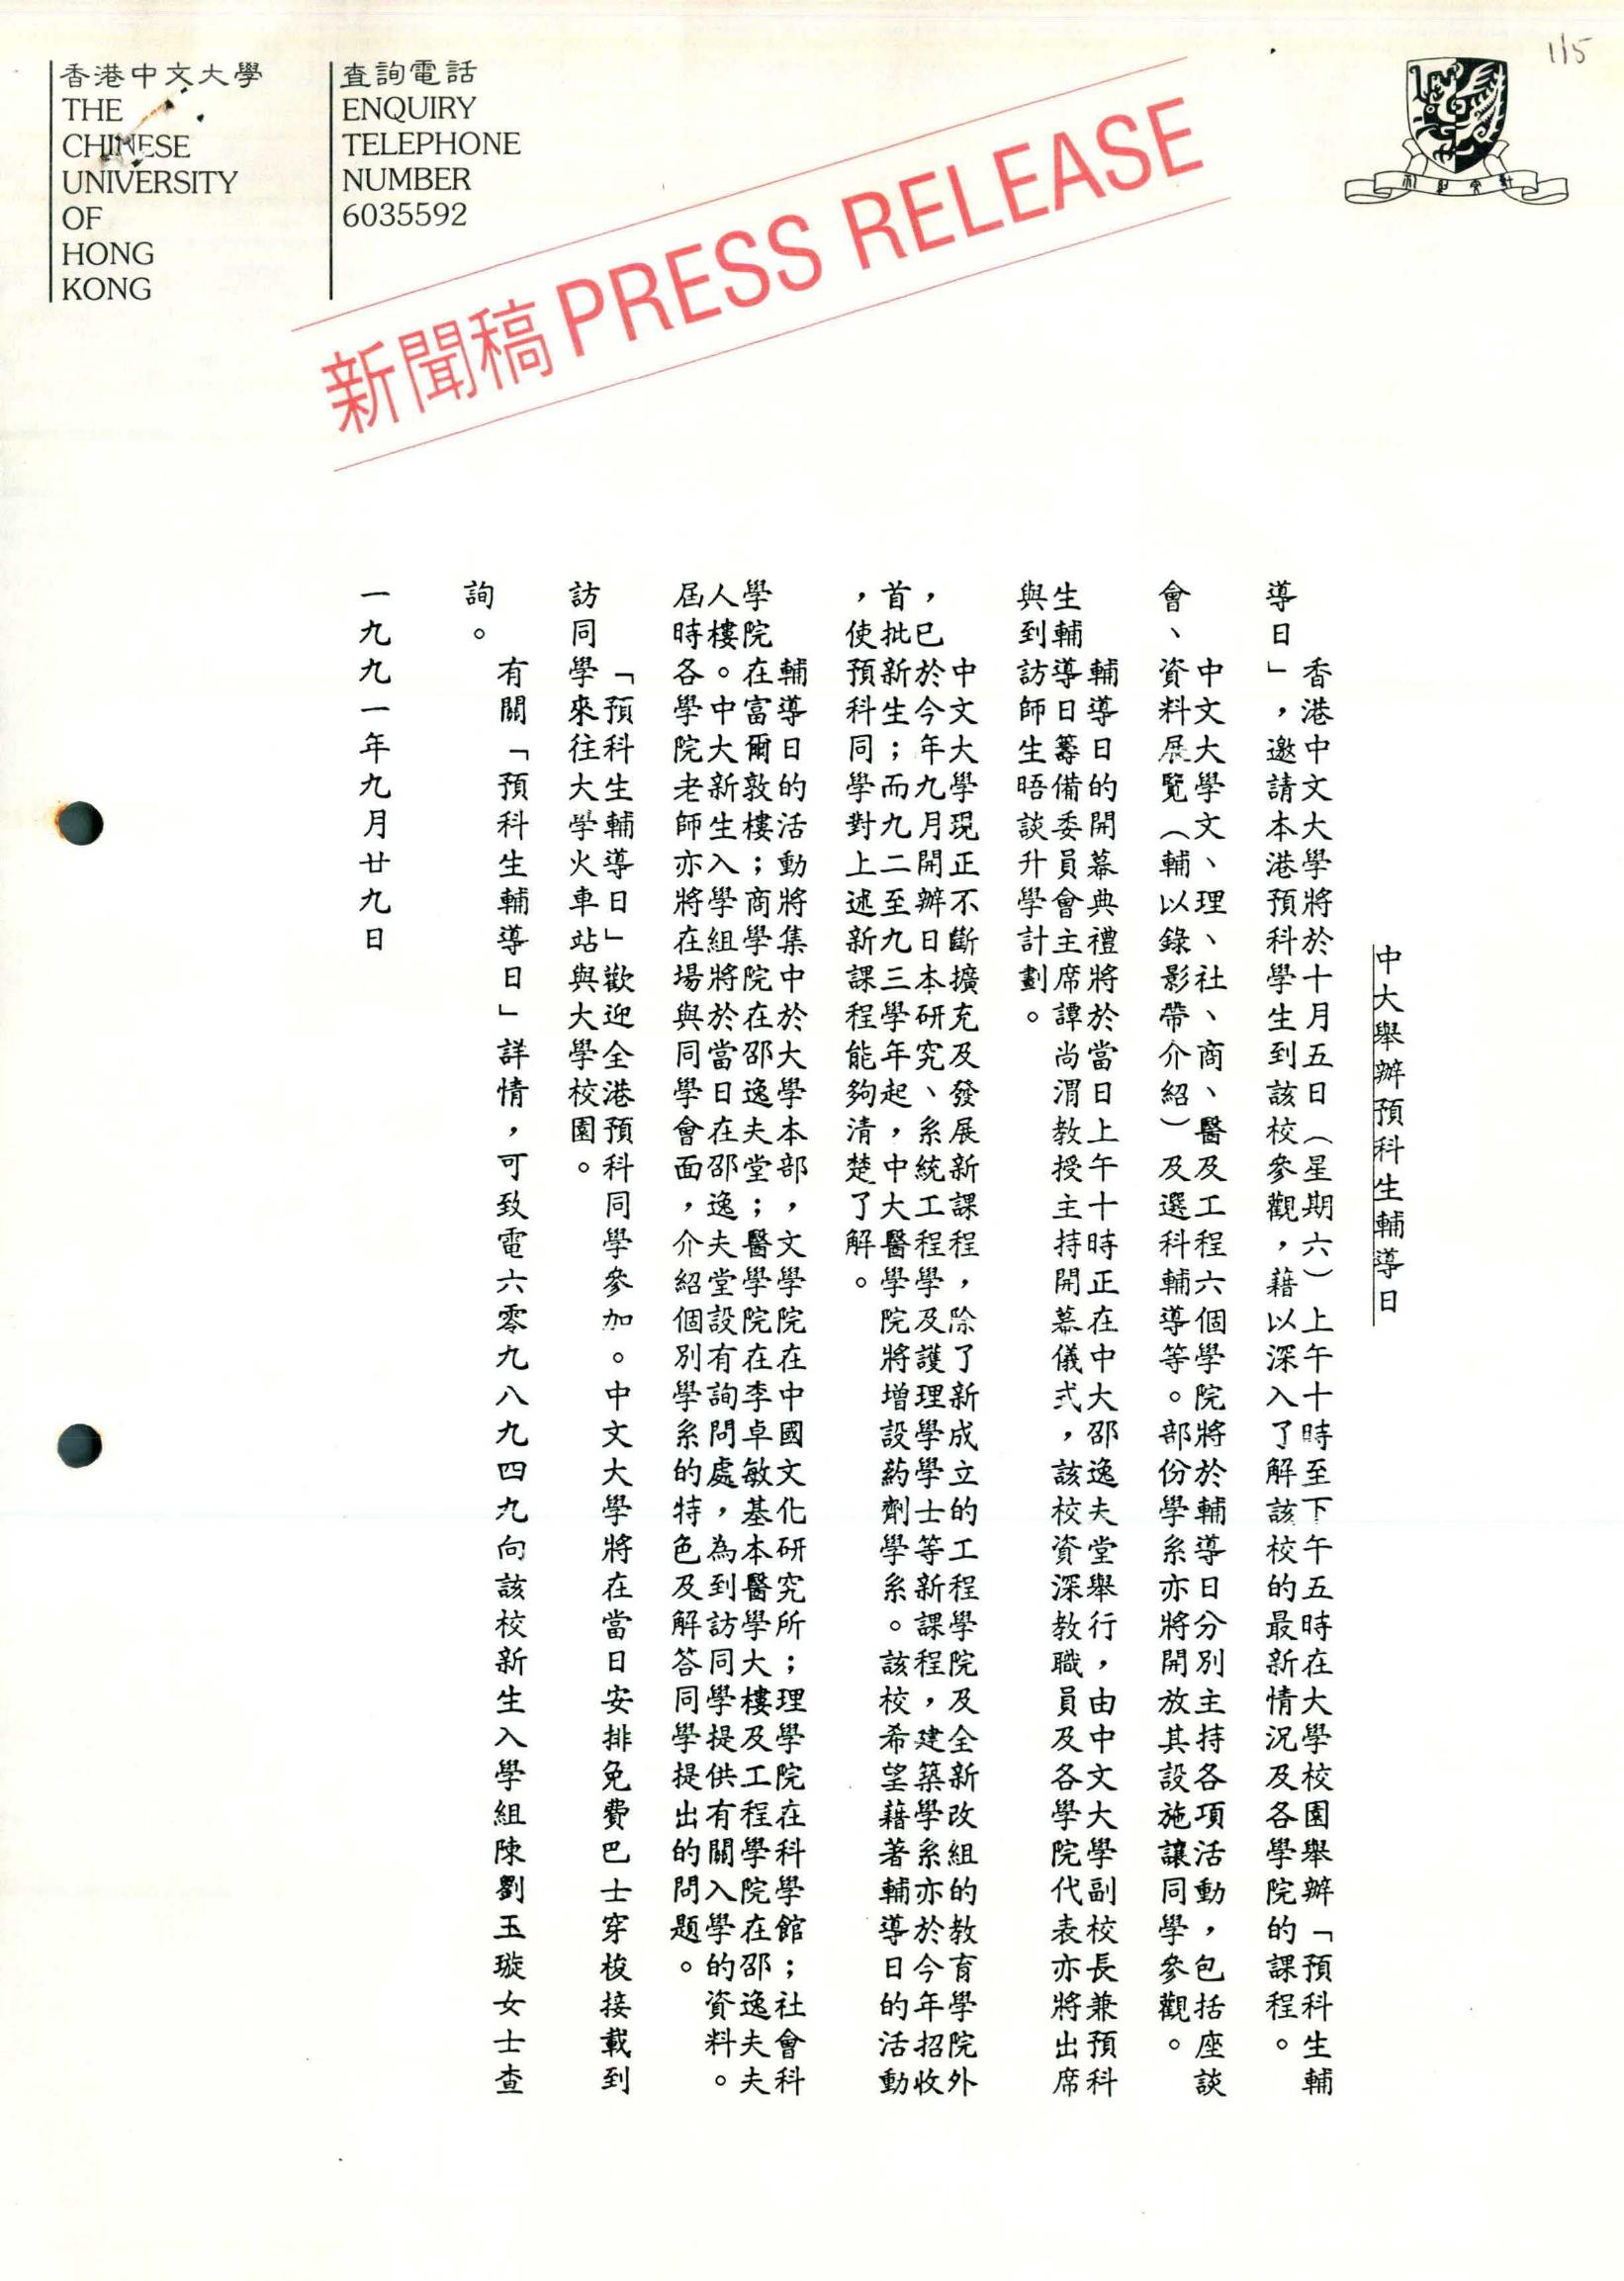 香港中文大學
THE
CHINESE
UNIVERSITY
OF
HONG
KONG
查詢電話
ENQUIRY
TELEPHONE
NUMBER
6035592
115
新聞稿 PRESS RELEASE
中大舉辦預科生輔導日
香港中文大學將於十月五日（星期六）上午十時至下午五時在大學校園舉辦「預科生輔
導日」，邀請本港預科學生到該校參觀，藉以深入了解該校的最新情況及各學院的課程。
中文大學文、理、社、商、醫及工程六個學院將於輔導日分別主持各項活動，包括座談
會、資料展覽（輔以錄影帶介紹）及選科輔導等。部份學系亦將開放其設施讓同學參觀。
輔導日的開幕典禮將於當日上午十時正在中大邵逸夫堂舉行，由中文大學副校長兼預科
生輔導日籌備委員會主席譚尚渭教授主持開幕儀式，該校資深教職員及各學院代表亦將出席
與到訪師生晤談升學計劃。
中文大學現正不斷擴充及發展新課程，除了新成立的工程學院及全新改組的教育學院外
，已於今年九月開辦日本研究、系統工程學及護理學學士等新課程，建築學系亦於今年招收
首批新生；而九二至九三學年起，中大醫學院將增設葯劑學系。該校希望藉著輔導日的活動
，使預科同學對上述新課程能夠清楚了解。
輔導日的活動將集中於大學本部，文學院在中國文化研究所；理學院在科學館；社會科
學院在富爾敦樓；商學院在邵逸夫堂；醫學院在李卓敏基本醫學大樓及工程學院在邵逸夫夫
人樓。中大新生入學組將於當日在邵逸夫堂設有詢問處，為到訪同學提供有關入學的資料。
屆時各學院老師亦將在場與同學會面，介紹個別學系的特色及解答同學提出的問題。
「預科生輔導日」歡迎全港預科同學參加。中文大學將在當日安排免費巴士穿梭接載到
訪同學來往大學火車站與大學校園。
有關「預科生輔導日」詳情，可致電六零九八九四九向該校新生入學組陳劉玉璇女士查
詢。
一九九一年九月廿九日